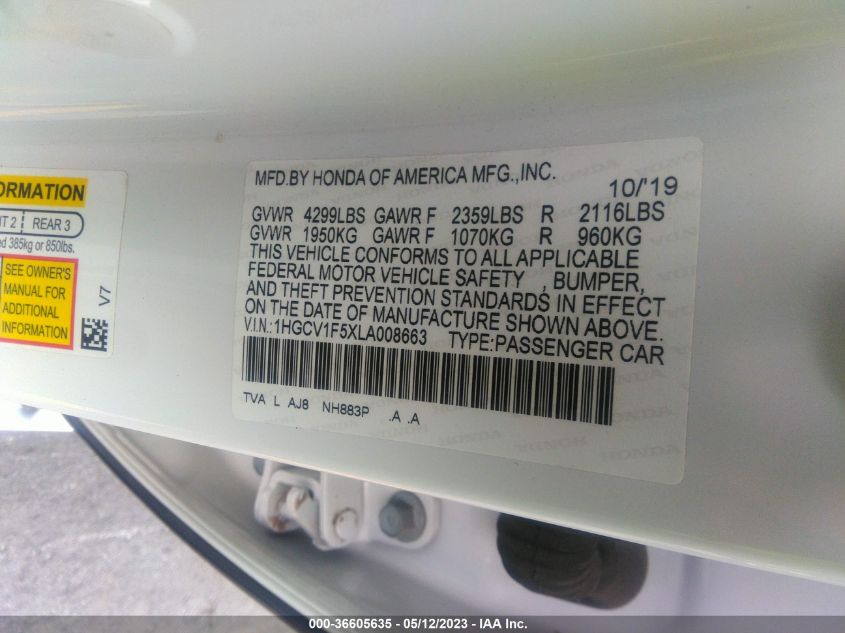 ORMATION
2 REAR 3
d 385kg or 850lbs.
SEE OWNER'S
MANUAL FOR
ADDITIONAL
INFORMATION
V7
MFD.BY HONDA OF AMERICA MFG.,INC. 10/'19
GVWR 4299LBS GAWR F 2359LBS R 2116LBS
GVWR 1950KG GAWR F 1070KG R 960KG
THIS VEHICLE CONFORMS TO ALL APPLICABLE
FEDERAL MOTOR VEHICLE SAFETY , BUMPER,
AND THEFT PREVENTION STANDARDS IN EFFECT
ON THE DATE OF MANUFACTURE SHOWN ABOVE.
V.I.N.:1HGCV1F5XLA008663 TYPE:PASSENGER CAR
TVA L AJ8 NH883P .A .A
HONDA
000-36605635 - 05/12/2023 - IAA Inc.